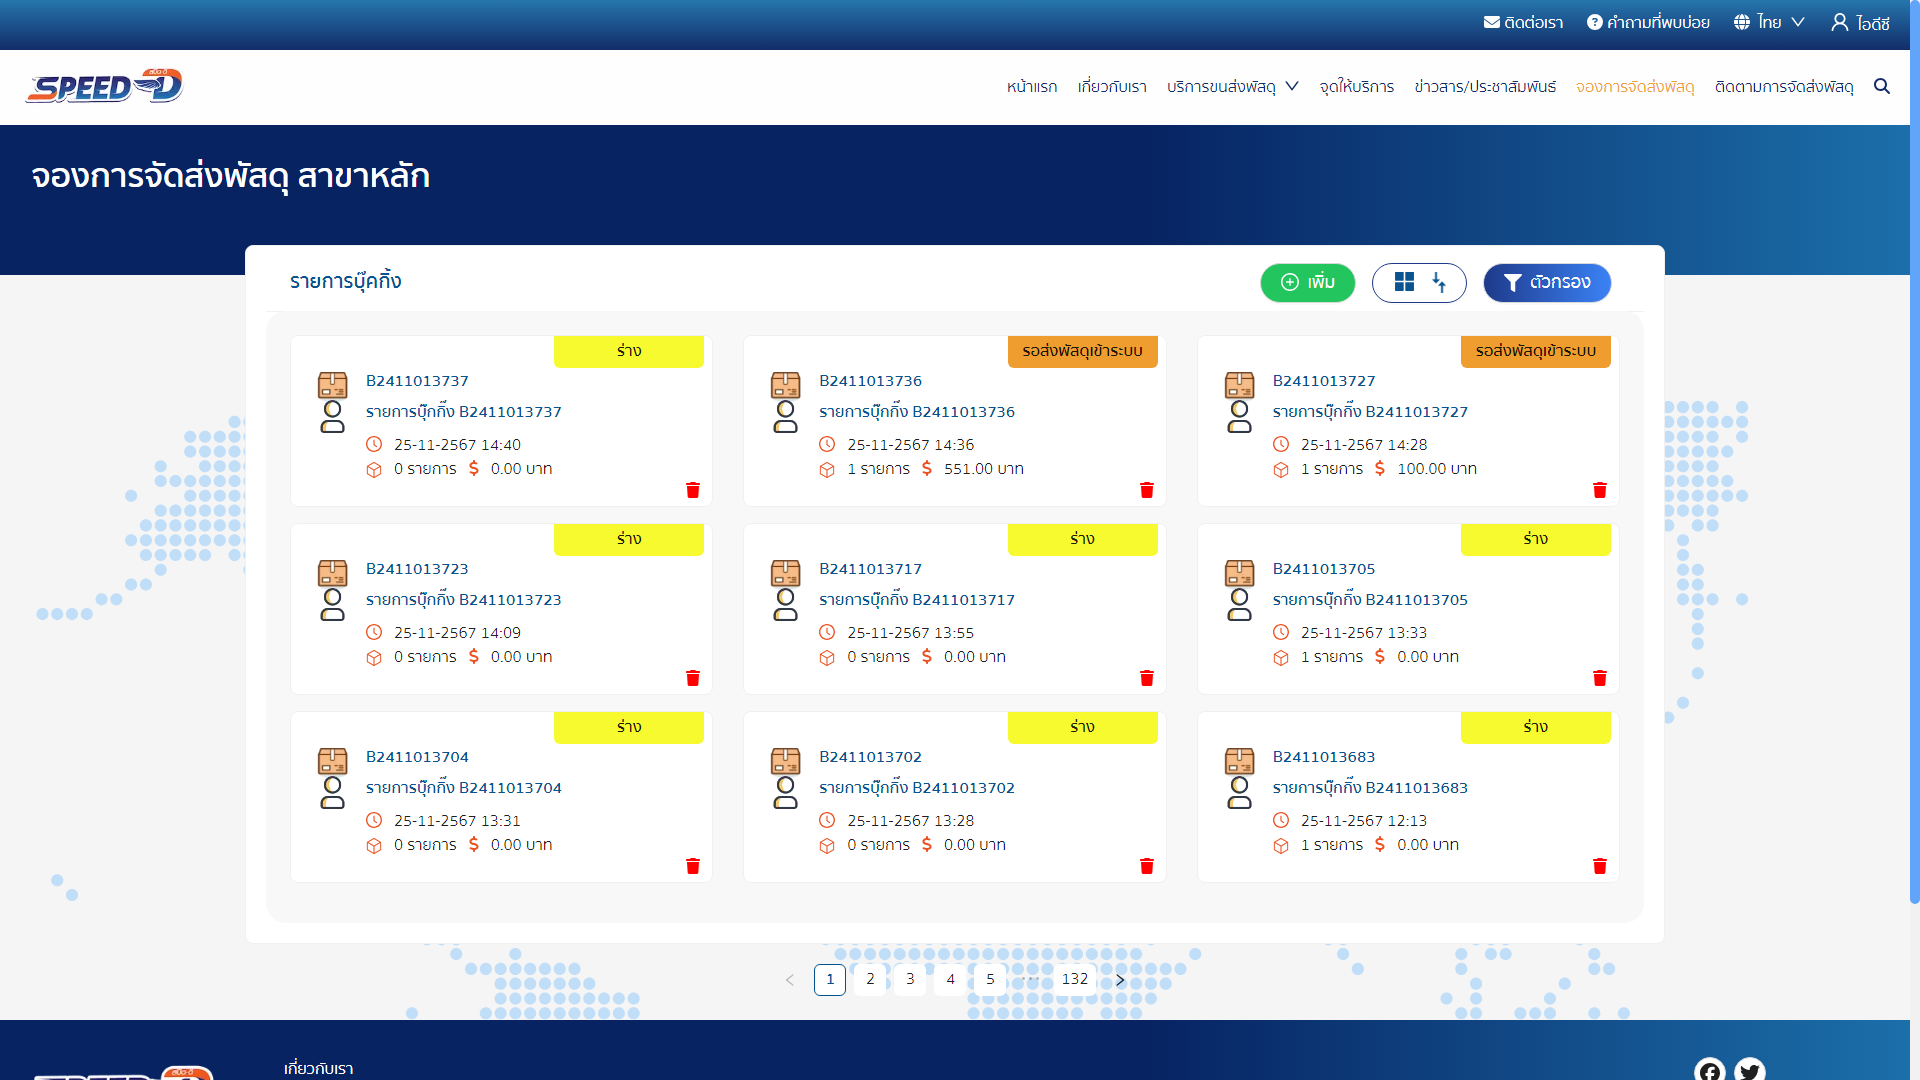 ติดต่อเรา คำถามที่พบบ่อย ไทย ไอดีซี
SPEED-D สปีด-ดี
หน้าแรก เกี่ยวกับเรา บริการขนส่งพัสดุ จุดให้บริการ ข่าวสาร/ประชาสัมพันธ์ จองการจัดส่งพัสดุ ติดตามการจัดส่งพัสดุ
จองการจัดส่งพัสดุ สาขาหลัก
รายการบุ๊คกิ้ง
เพิ่ม ตัวกรอง
ร่าง
B2411013737
รายการบุ๊กกิ๊ง B2411013737
25-11-2567 14:40
0 รายการ $ 0.00 บาท
รอส่งพัสดุเข้าระบบ
B2411013736
รายการบุ๊กกิ๊ง B2411013736
25-11-2567 14:36
1 รายการ $ 551.00 บาท
รอส่งพัสดุเข้าระบบ
B2411013727
รายการบุ๊กกิ๊ง B2411013727
25-11-2567 14:28
1 รายการ $ 100.00 บาท
ร่าง
B2411013723
รายการบุ๊กกิ๊ง B2411013723
25-11-2567 14:09
0 รายการ $ 0.00 บาท
ร่าง
B2411013717
รายการบุ๊กกิ๊ง B2411013717
25-11-2567 13:55
0 รายการ $ 0.00 บาท
ร่าง
B2411013705
รายการบุ๊กกิ๊ง B2411013705
25-11-2567 13:33
1 รายการ $ 0.00 บาท
ร่าง
B2411013704
รายการบุ๊กกิ๊ง B2411013704
25-11-2567 13:31
0 รายการ $ 0.00 บาท
ร่าง
B2411013702
รายการบุ๊กกิ๊ง B2411013702
25-11-2567 13:28
0 รายการ $ 0.00 บาท
ร่าง
B2411013683
รายการบุ๊กกิ๊ง B2411013683
25-11-2567 12:13
1 รายการ $ 0.00 บาท
1 2 3 4 5 ••• 132
เกี่ยวกับเรา